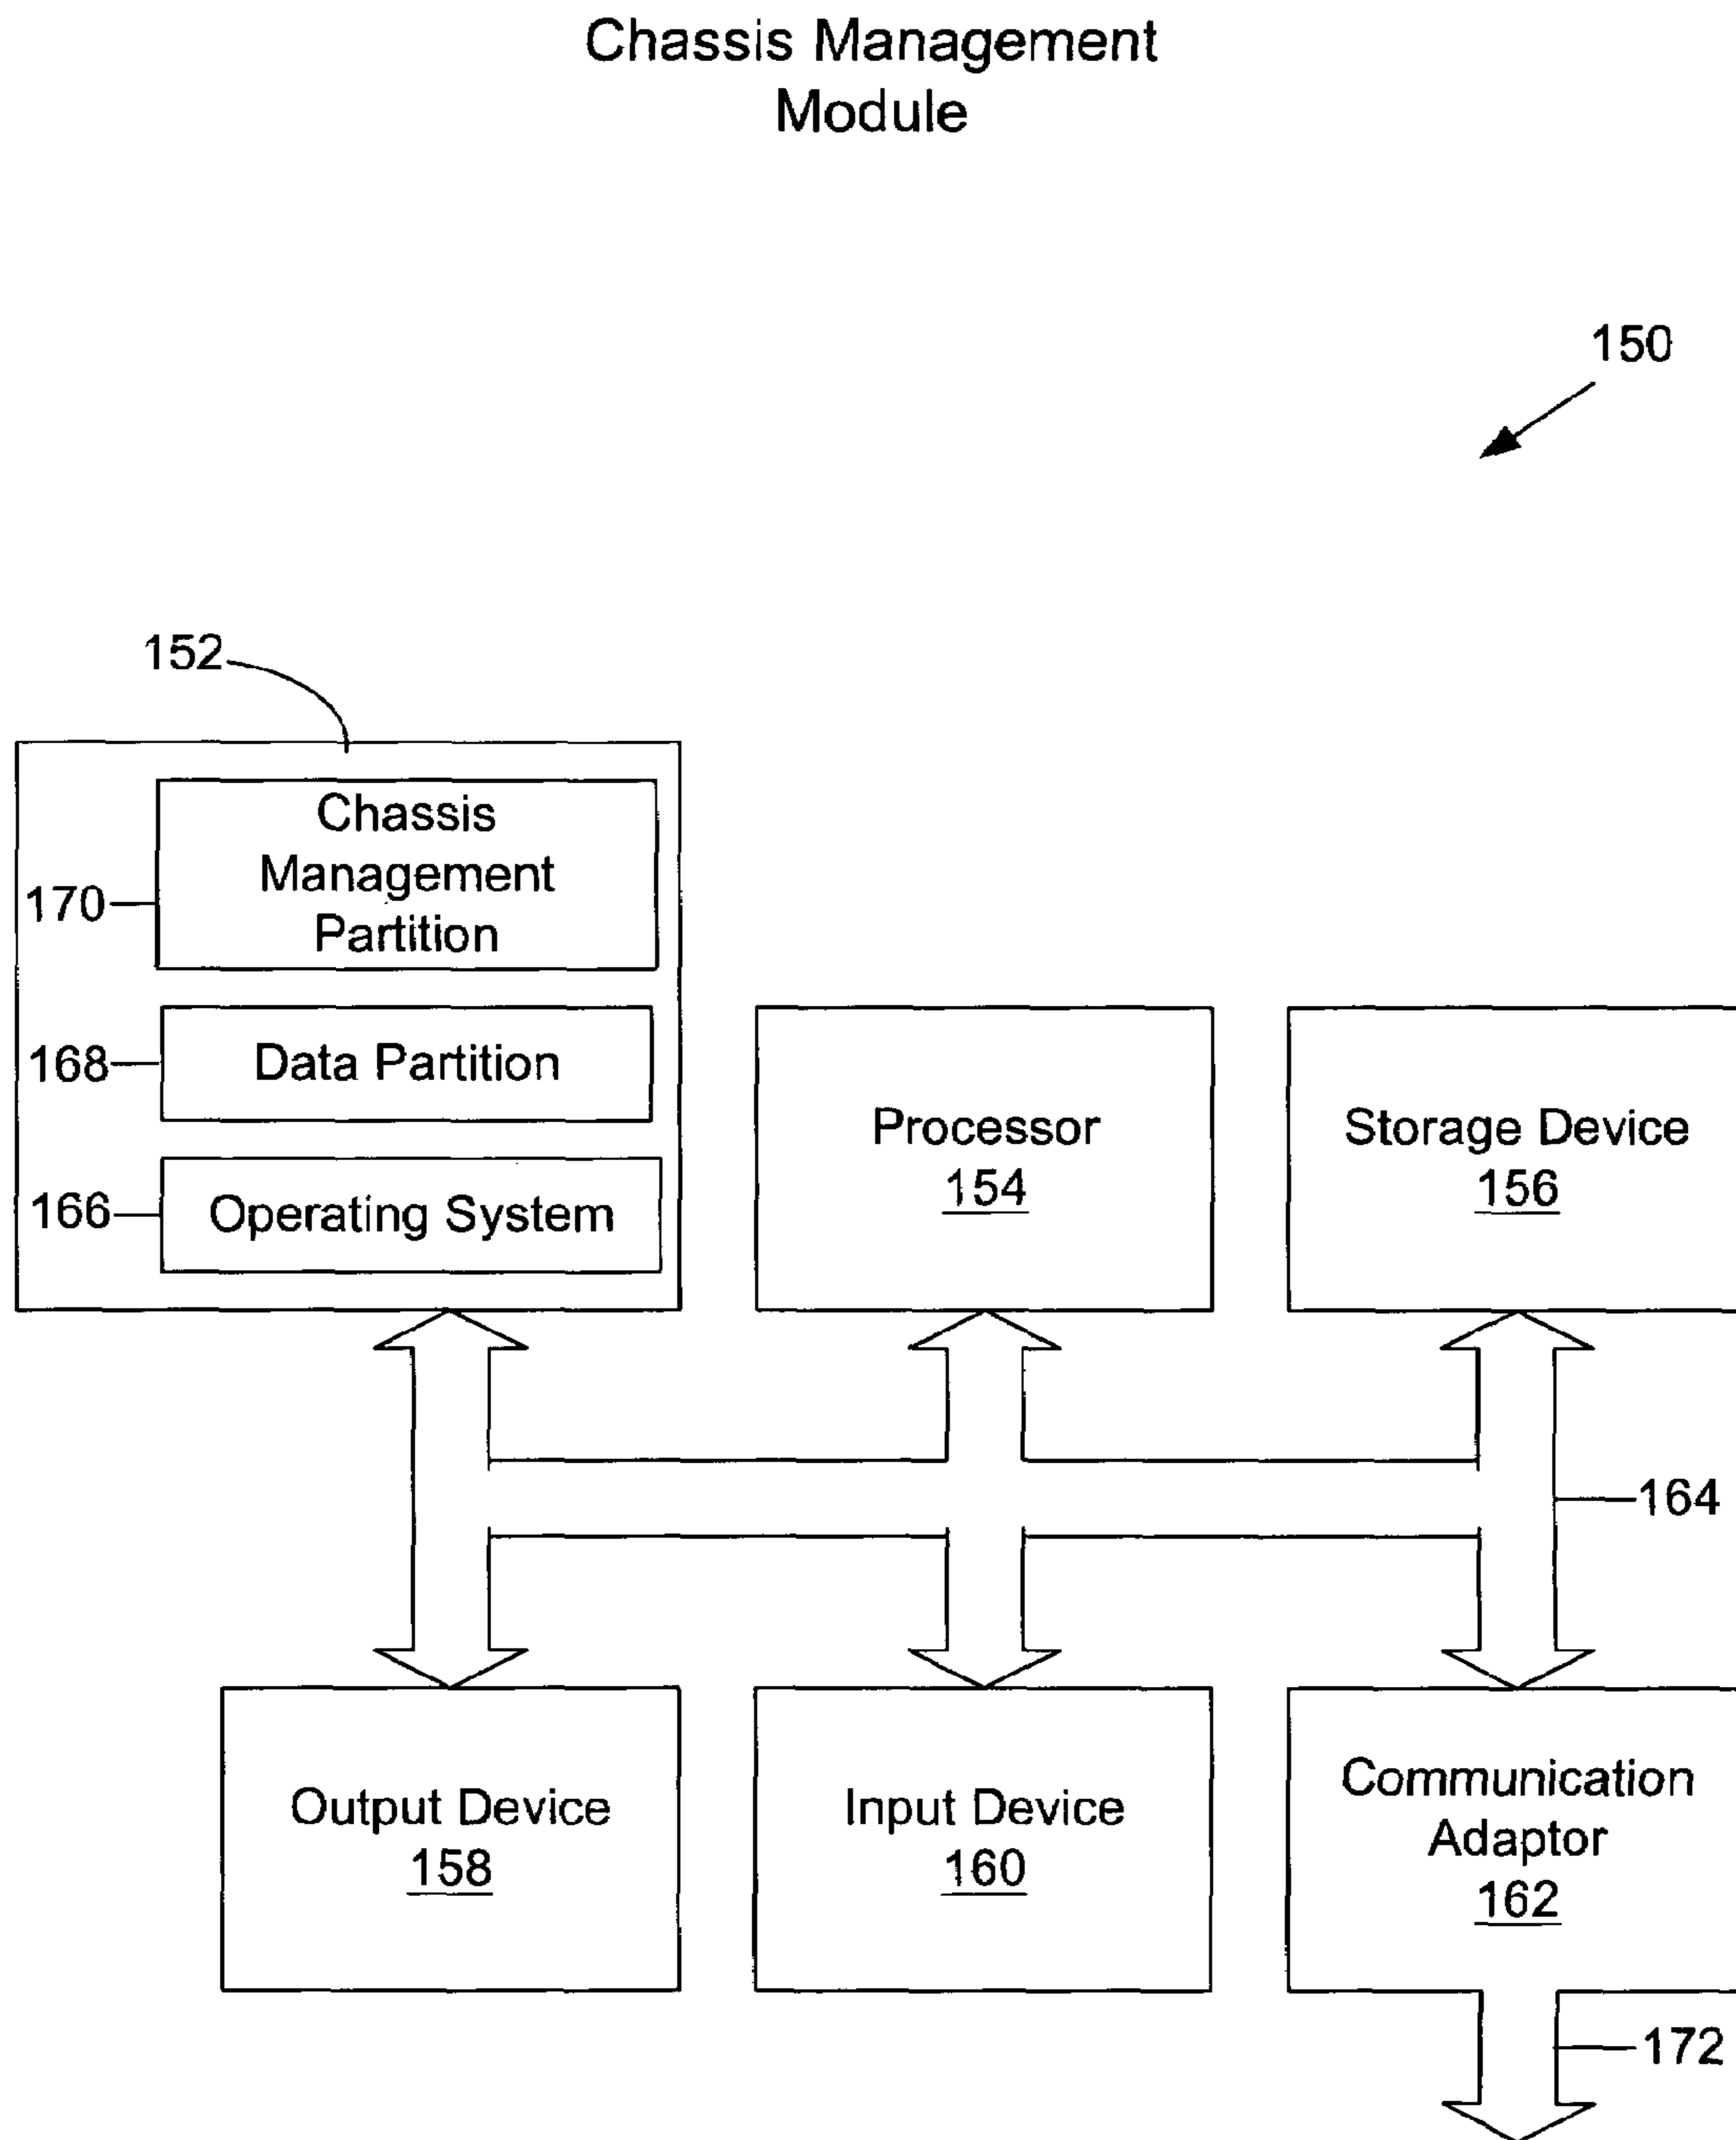 Chassis Management
Module
150
152
Chassis
Management
Partition
170
168
Data Partition
166
Operating System
Processor
154
Storage Device
156
164
Output Device
158
Input Device
160
Communication
Adaptor
162
172